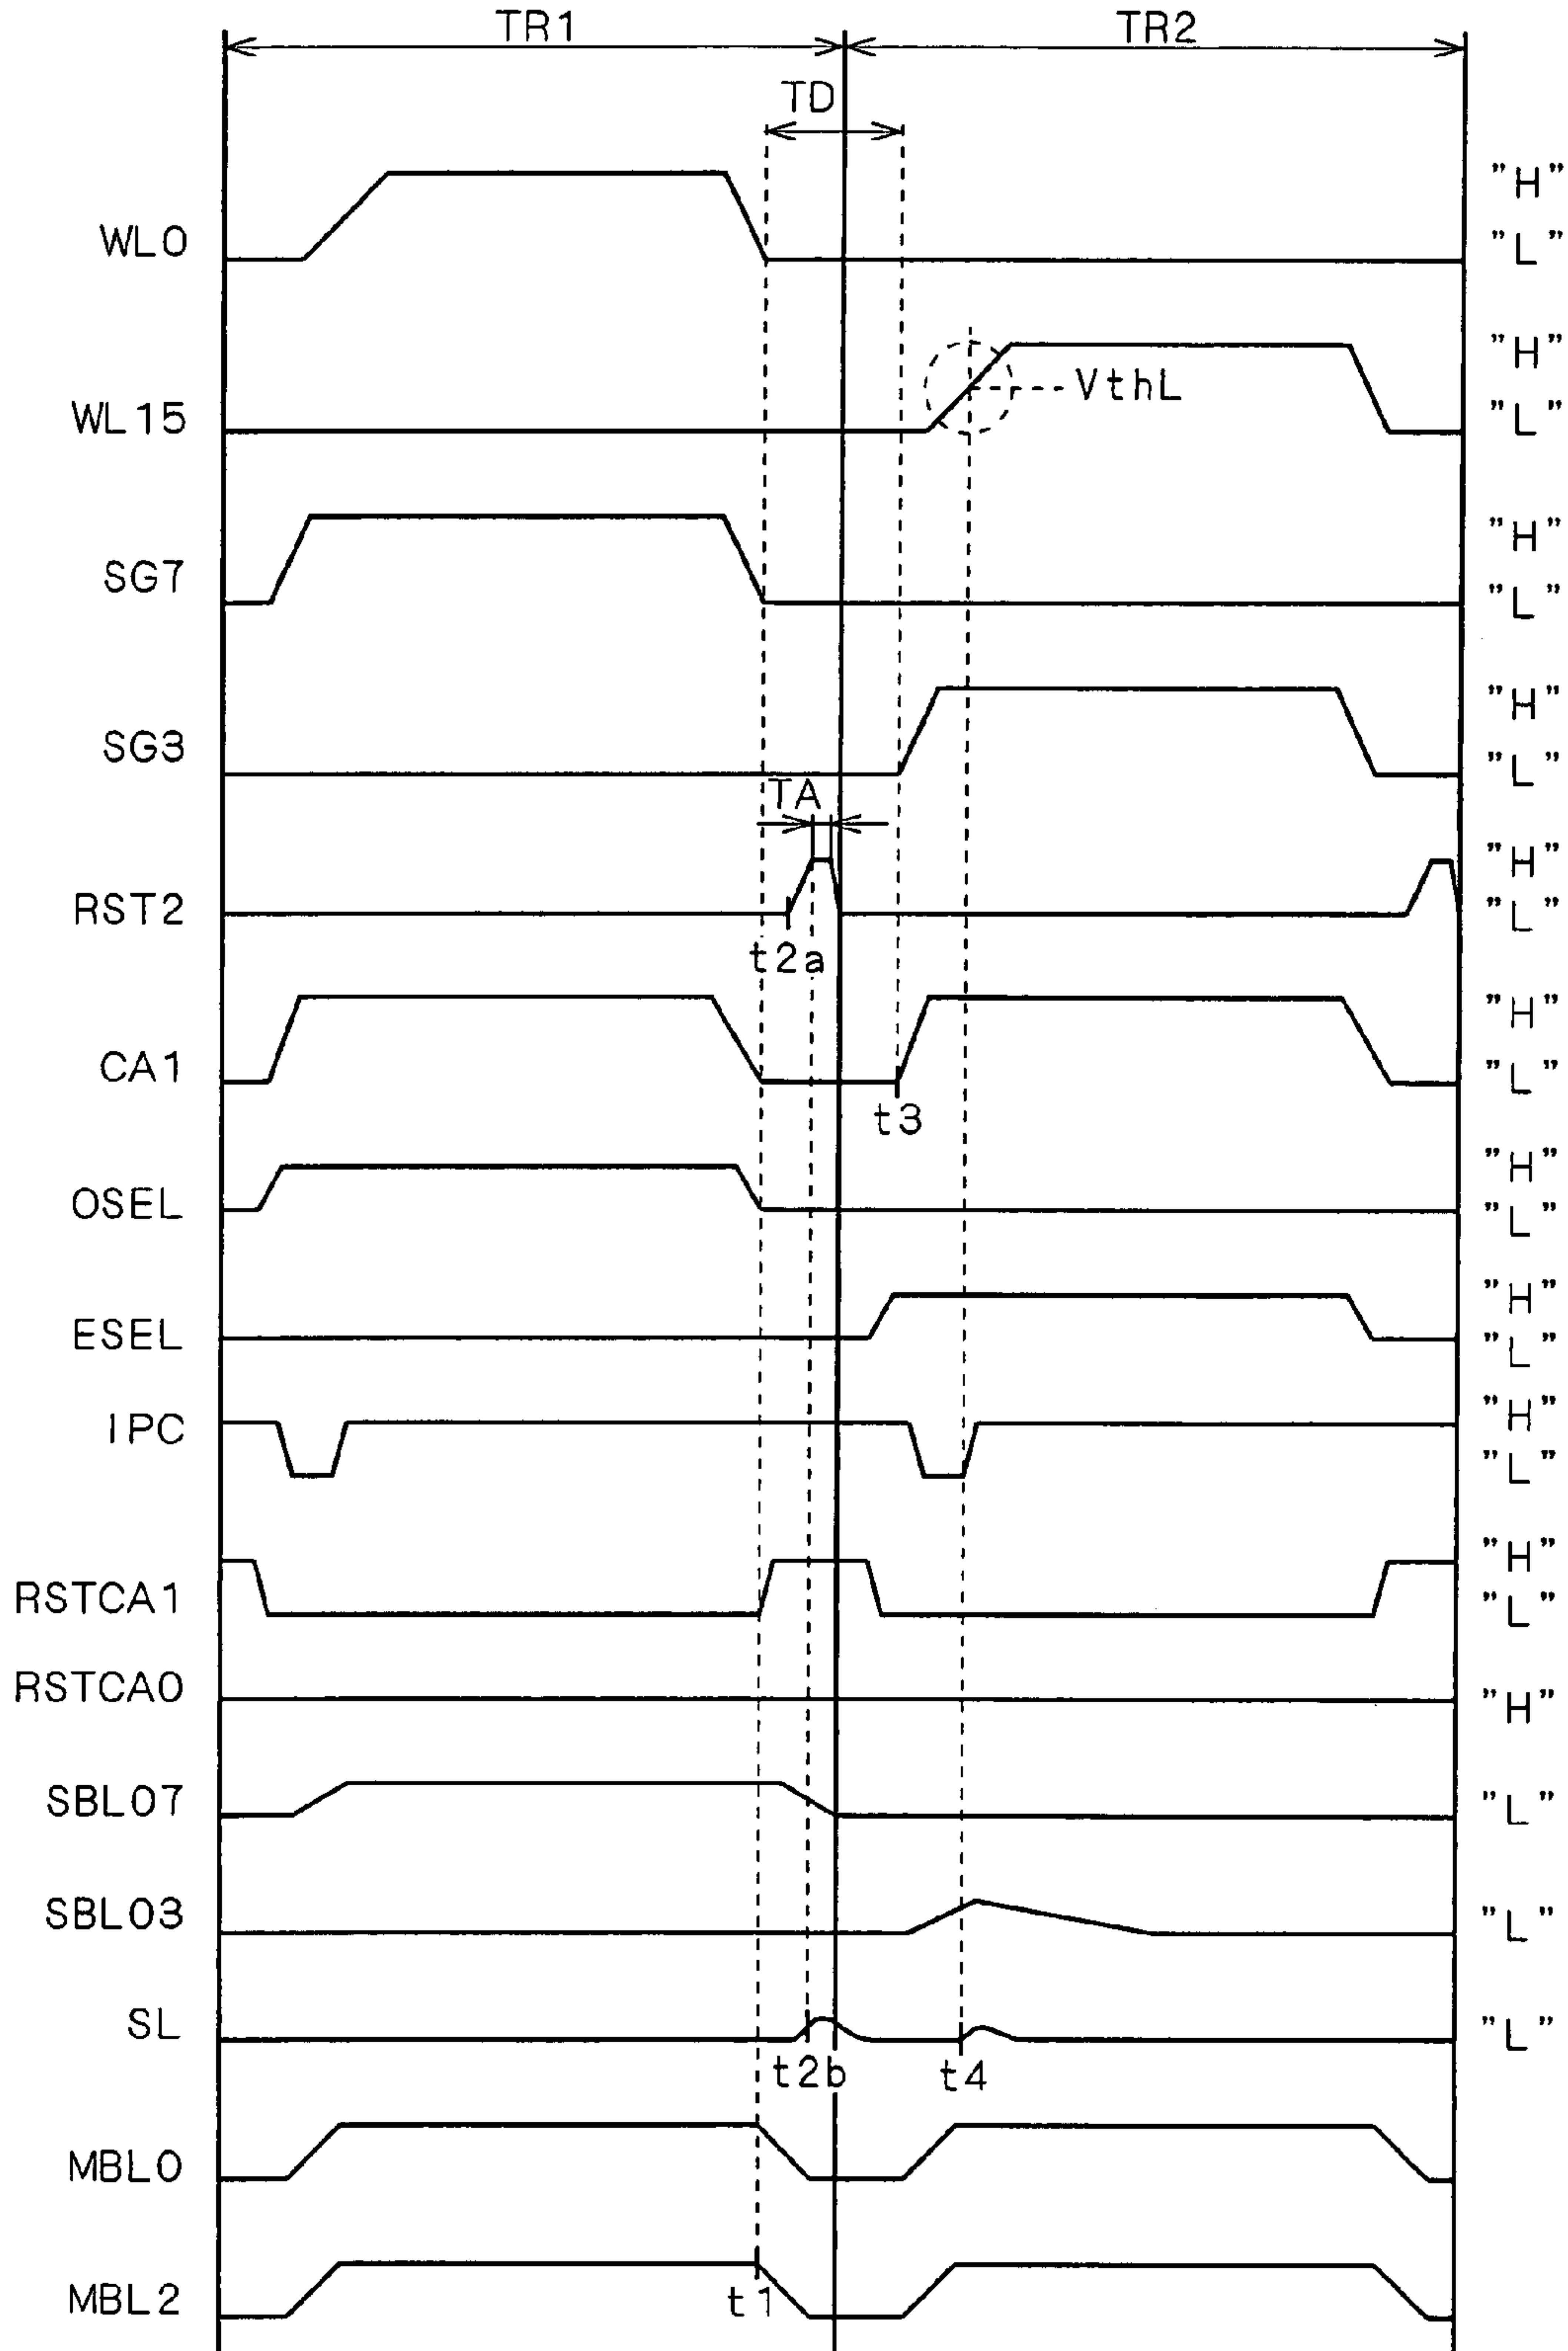 TR1 TR2
TD
WL0 "H"
"L"
WL15 VthL "H"
"L"
SG7 "H"
"L"
SG3 "H"
"L"
TA
RST2 "H"
"L"
t2a
CA1 "H"
"L"
t3
OSEL "H"
"L"
ESEL "H"
"L"
IPC "H"
"L"
RSTCA1 "H"
"L"
RSTCA0 "H"
SBL07 "L"
SBL03 "L"
SL "L"
t2b t4
MBL0
MBL2 t1